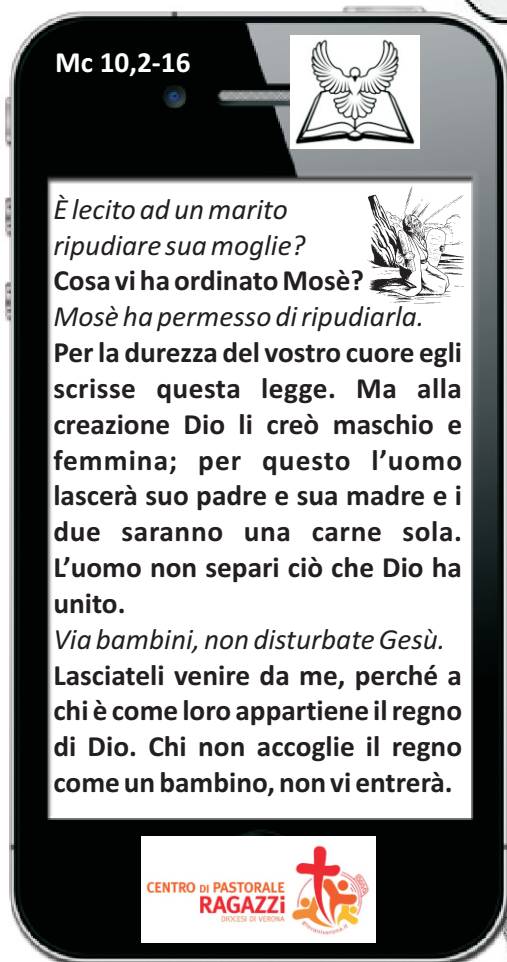 Mc 10,2-16
È lecito ad un marito
ripudiare sua moglie?
Cosa vi ha ordinato Mosè?
Mosè ha permesso di ripudiarla.
Per la durezza del vostro cuore egli
scrisse questa legge. Ma alla
creazione Dio li creò maschio e
femmina; per questo l’uomo
lascerà suo padre e sua madre e i
due saranno una carne sola.
L’uomo non separi ciò che Dio ha
unito.
Via bambini, non disturbate Gesù.
Lasciateli venire da me, perché a
chi è come loro appartiene il regno
di Dio. Chi non accoglie il regno
come un bambino, non vi entrerà.
CENTRO DI PASTORALE
RAGAZZi
DIOCESI DI VERONA
giovaniverona.it